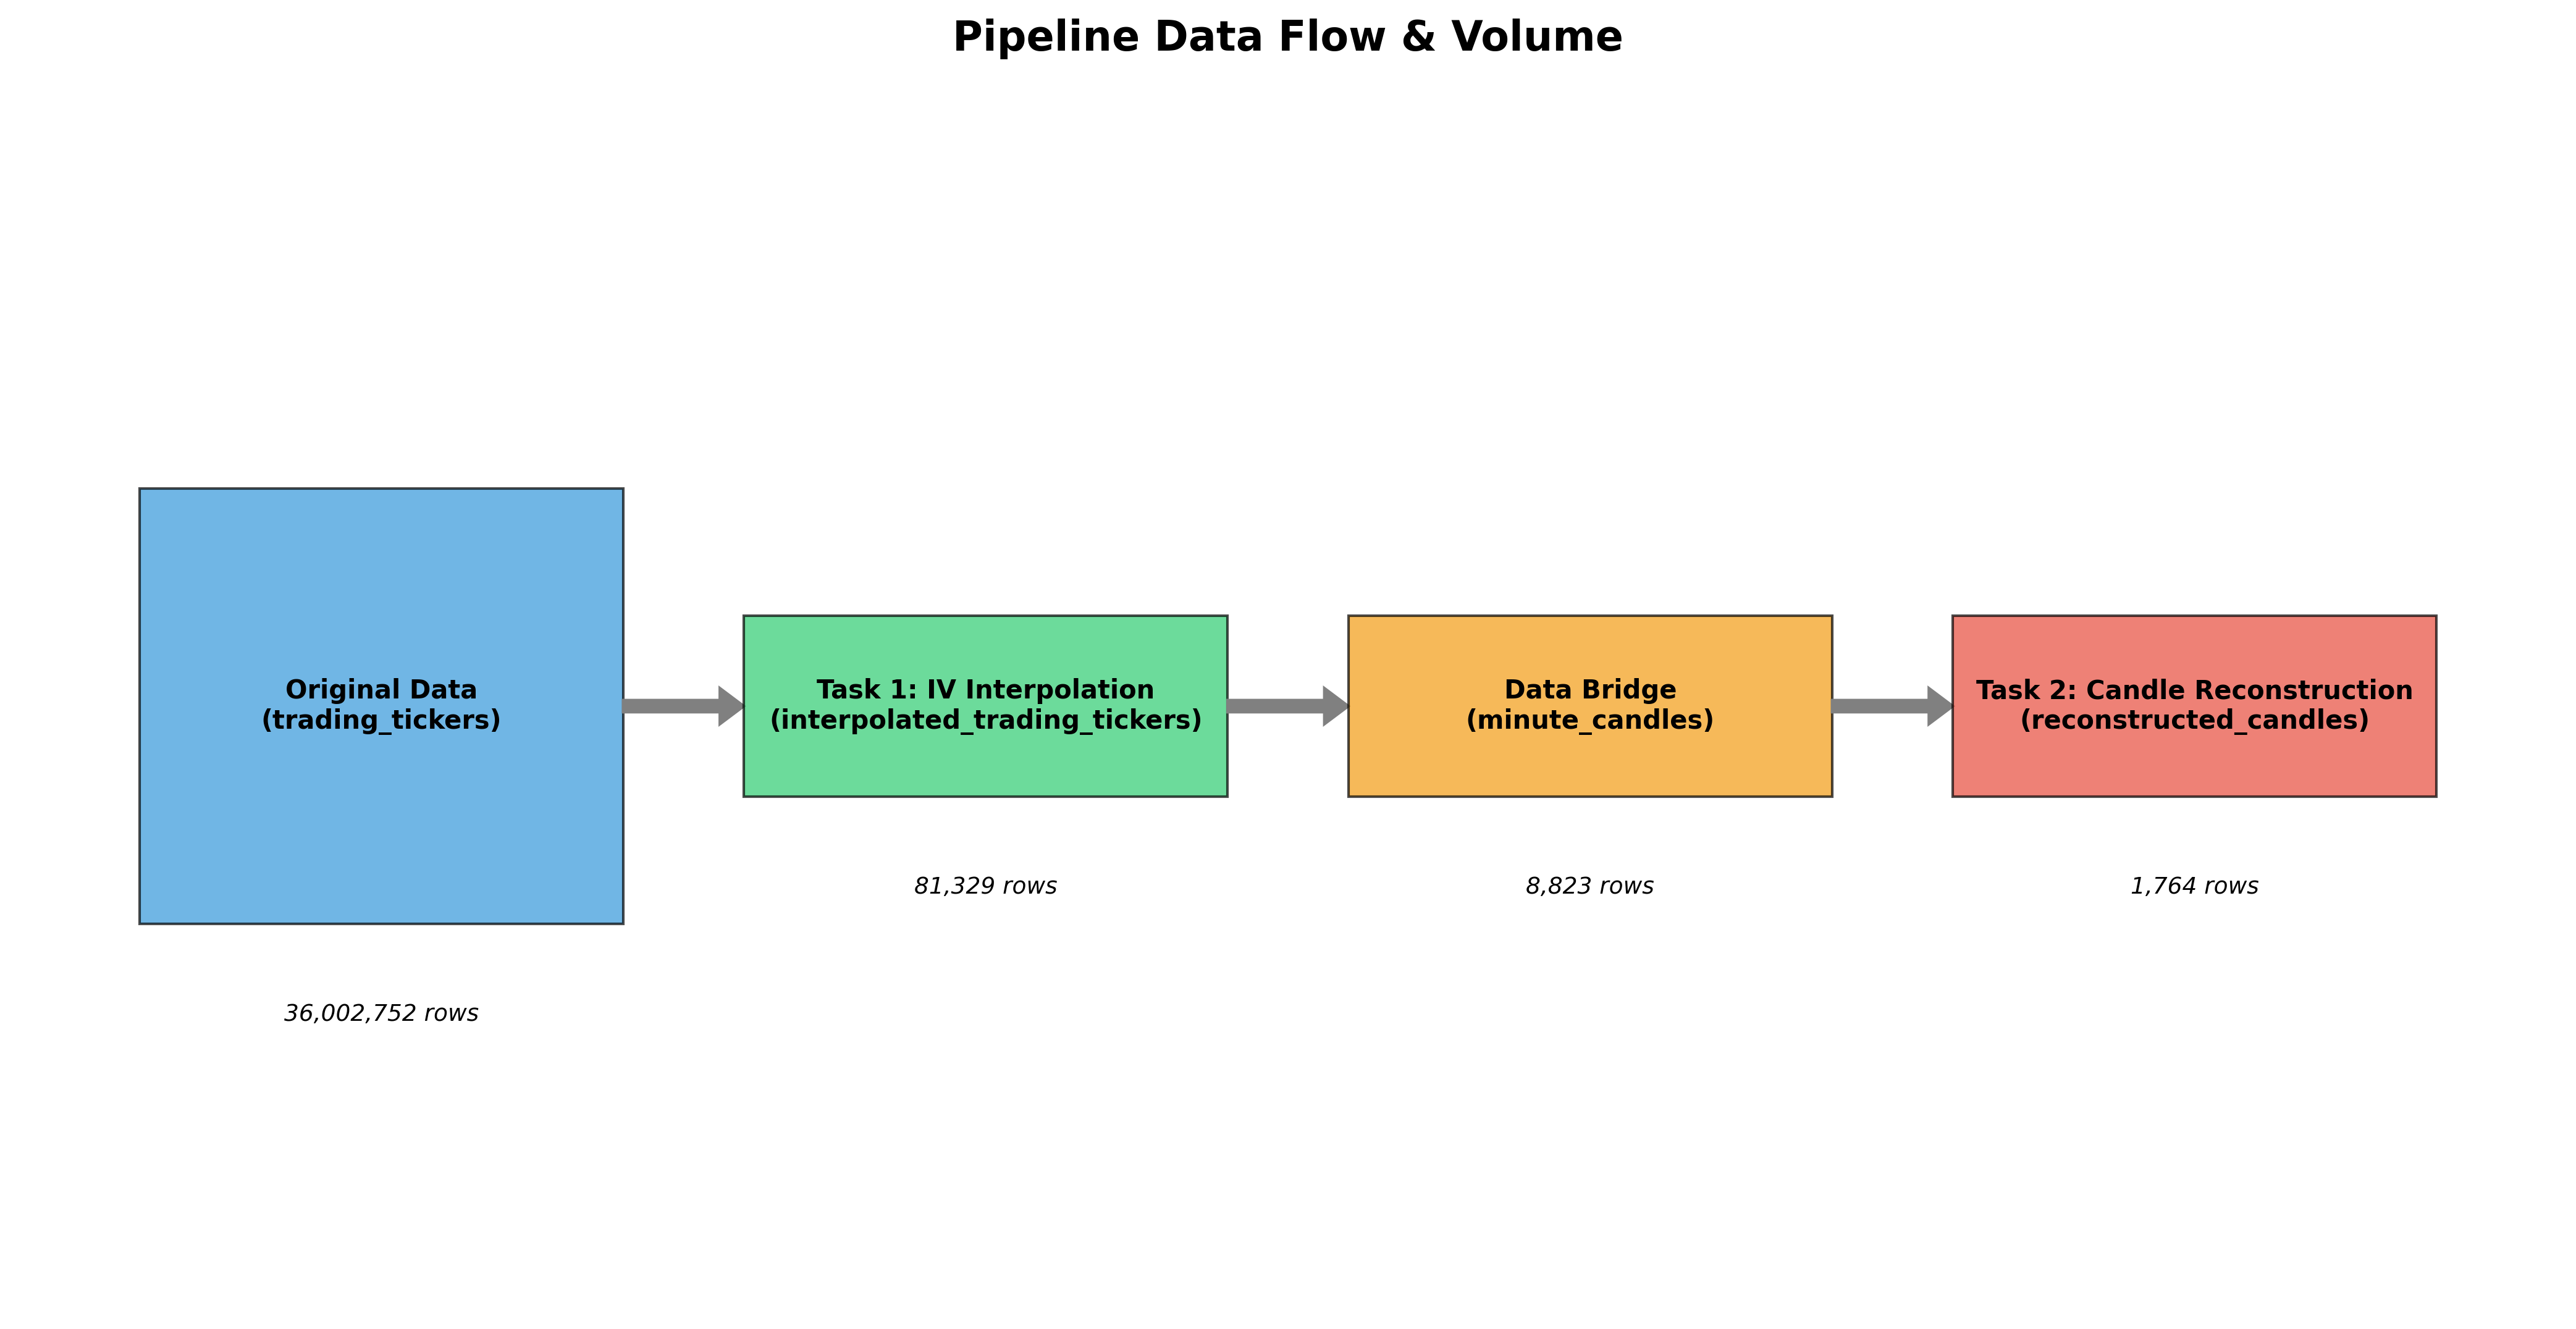 Pipeline Data Flow & Volume
Original Data
(trading_tickers)
36,002,752 rows
Task 1: IV Interpolation
(interpolated_trading_tickers)
81,329 rows
Data Bridge
(minute_candles)
8,823 rows
Task 2: Candle Reconstruction
(reconstructed_candles)
1,764 rows